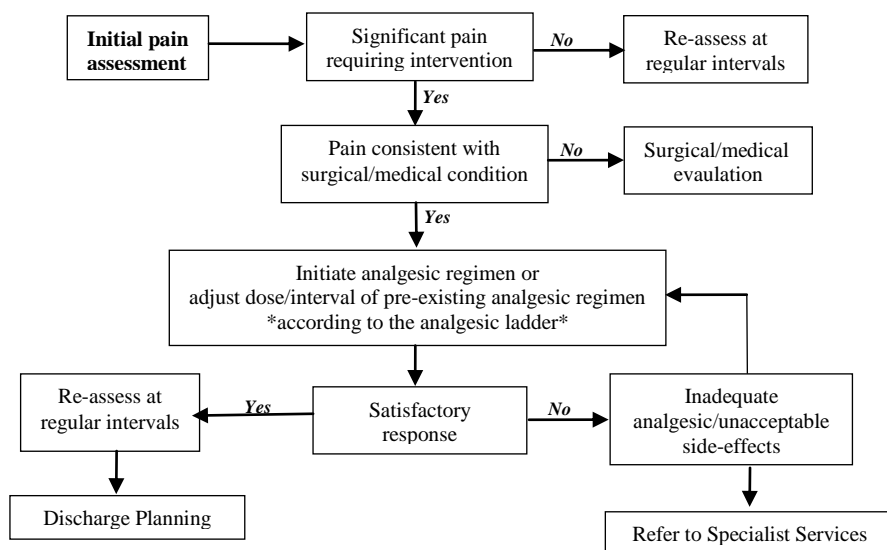 Initial pain
assessment
Significant pain
requiring intervention
No
Re-assess at
regular intervals
Yes
Pain consistent with
surgical/medical condition
No
Surgical/medical
evaulation
Yes
Initiate analgesic regimen or
adjust dose/interval of pre-existing analgesic regimen
*according to the analgesic ladder*
Re-assess at
regular intervals
Yes
Satisfactory
response
No
Inadequate
analgesic/unacceptable
side-effects
Discharge Planning
Refer to Specialist Services